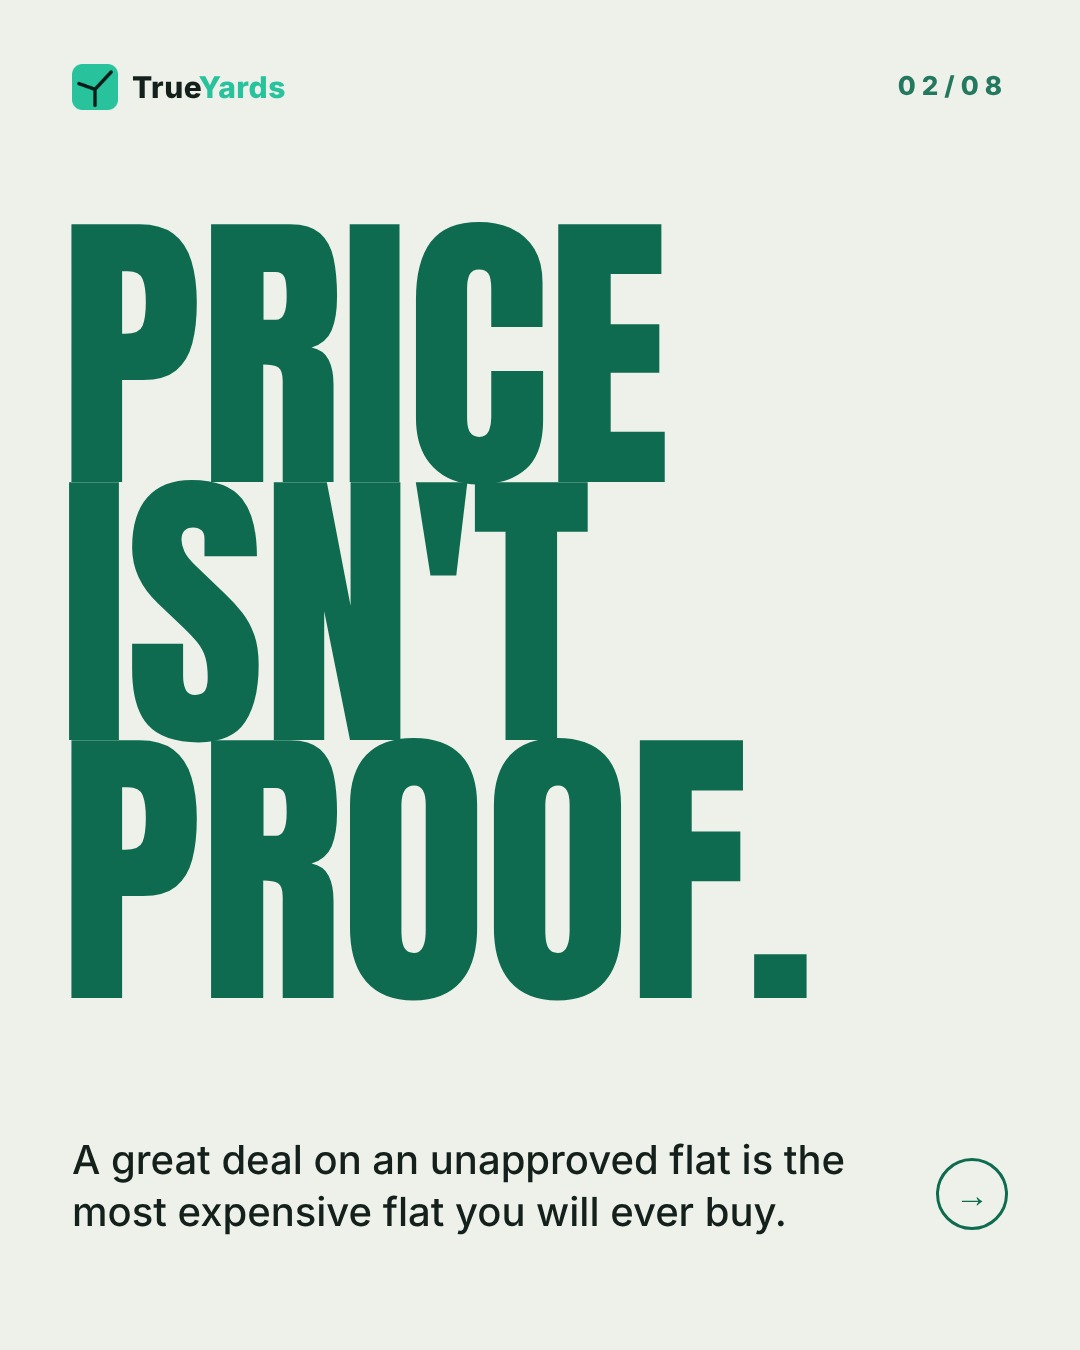 TrueYards
02/08
PRICE
ISN'T
PROOF.
A great deal on an unapproved flat is the
most expensive flat you will ever buy.
→